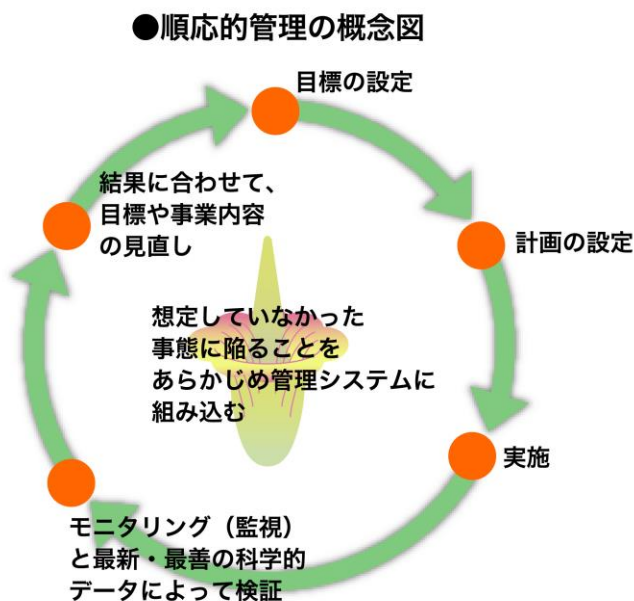 ●順応的管理の概念図
目標の設定
計画の設定
実施
モニタリング（監視）
と最新・最善の科学的
データによって検証
結果に合わせて、
目標や事業内容
の見直し
想定していなかった
事態に陥ることを
あらかじめ管理システムに
組み込む